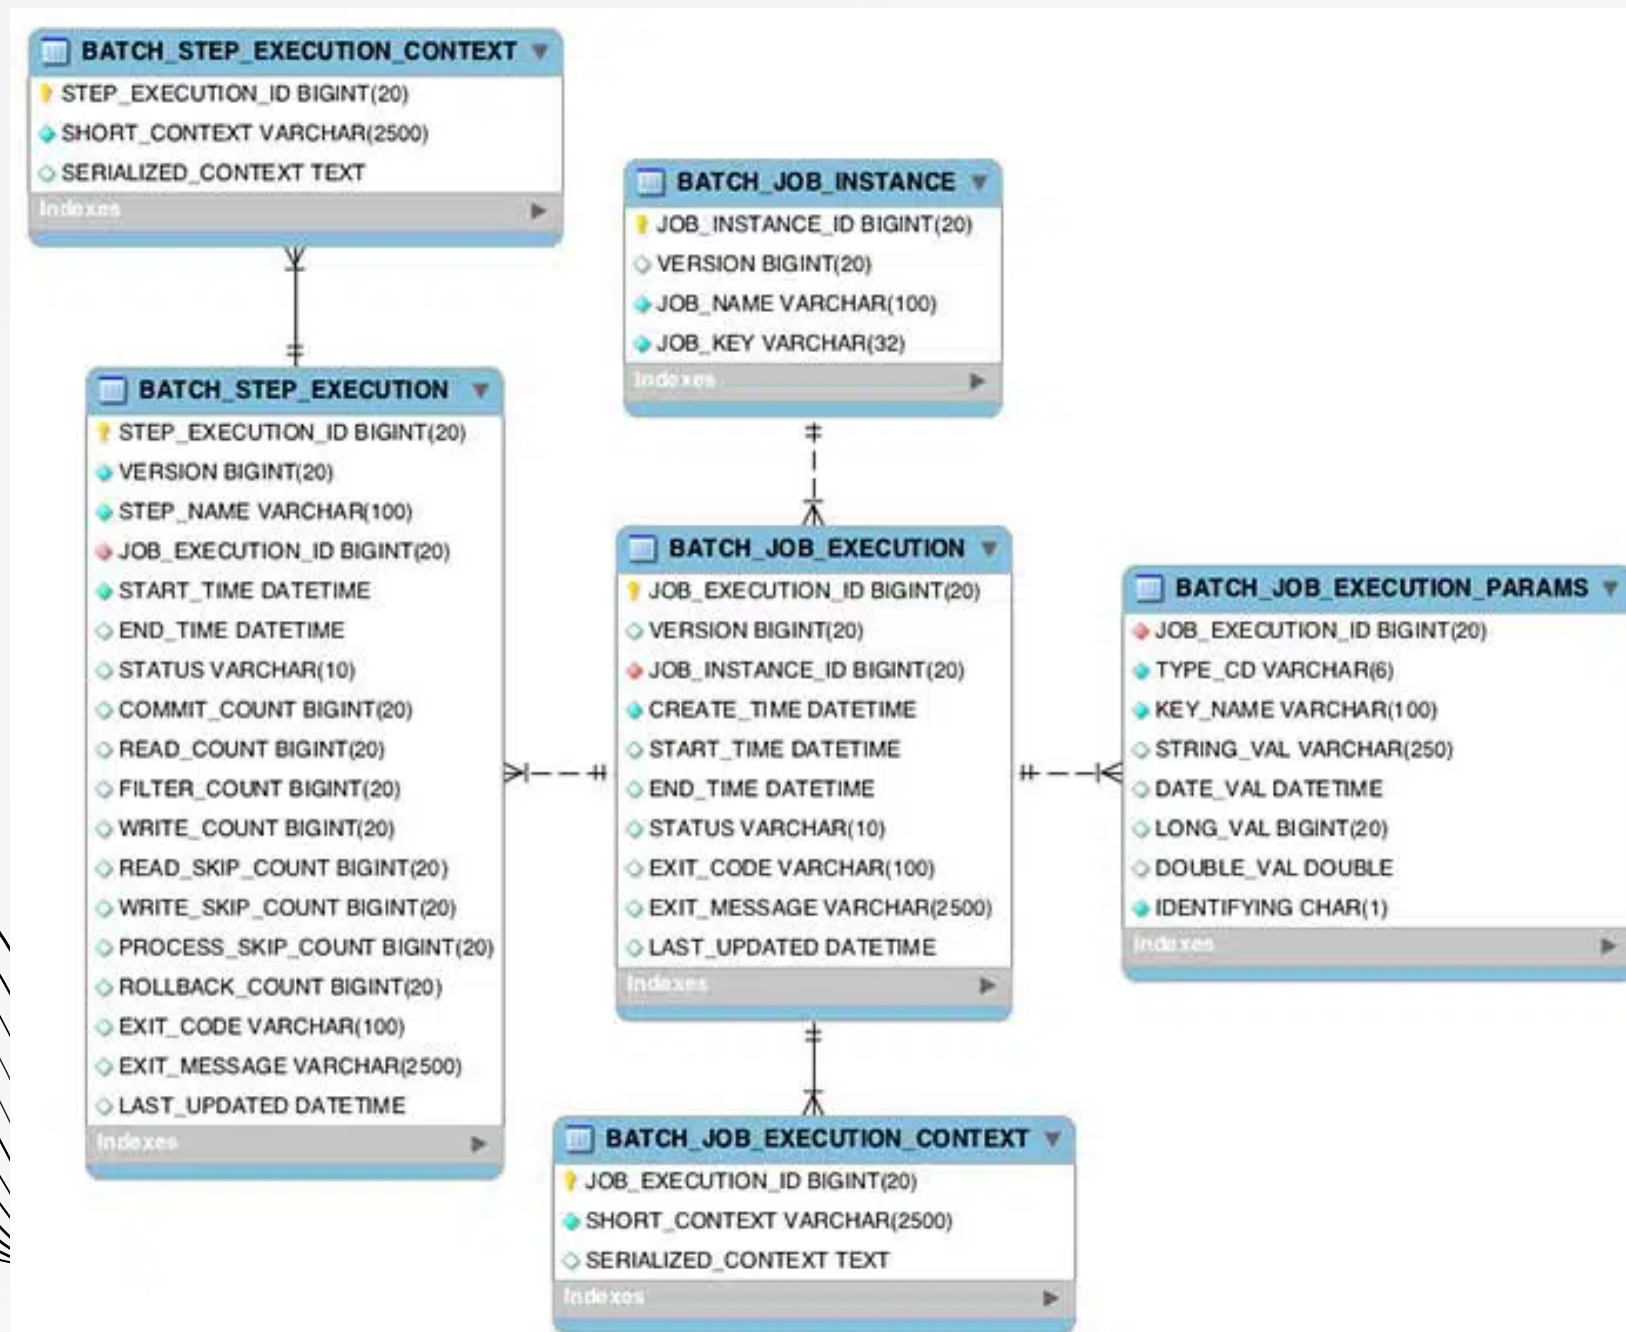 BATCH_STEP_EXECUTION_CONTEXT
STEP_EXECUTION_ID BIGINT(20)
SHORT_CONTEXT VARCHAR(2500)
SERIALIZED_CONTEXT TEXT
Indexes
BATCH_JOB_INSTANCE
JOB_INSTANCE_ID BIGINT(20)
VERSION BIGINT(20)
JOB_NAME VARCHAR(100)
JOB_KEY VARCHAR(32)
Indexes
BATCH_STEP_EXECUTION
STEP_EXECUTION_ID BIGINT(20)
VERSION BIGINT(20)
STEP_NAME VARCHAR(100)
JOB_EXECUTION_ID BIGINT(20)
START_TIME DATETIME
END_TIME DATETIME
STATUS VARCHAR(10)
COMMIT_COUNT BIGINT(20)
READ_COUNT BIGINT(20)
FILTER_COUNT BIGINT(20)
WRITE_COUNT BIGINT(20)
READ_SKIP_COUNT BIGINT(20)
WRITE_SKIP_COUNT BIGINT(20)
PROCESS_SKIP_COUNT BIGINT(20)
ROLLBACK_COUNT BIGINT(20)
EXIT_CODE VARCHAR(100)
EXIT_MESSAGE VARCHAR(2500)
LAST_UPDATED DATETIME
Indexes
BATCH_JOB_EXECUTION
JOB_EXECUTION_ID BIGINT(20)
VERSION BIGINT(20)
JOB_INSTANCE_ID BIGINT(20)
CREATE_TIME DATETIME
START_TIME DATETIME
END_TIME DATETIME
STATUS VARCHAR(10)
EXIT_CODE VARCHAR(100)
EXIT_MESSAGE VARCHAR(2500)
LAST_UPDATED DATETIME
Indexes
BATCH_JOB_EXECUTION_PARAMS
JOB_EXECUTION_ID BIGINT(20)
TYPE_CD VARCHAR(6)
KEY_NAME VARCHAR(100)
STRING_VAL VARCHAR(250)
DATE_VAL DATETIME
LONG_VAL BIGINT(20)
DOUBLE_VAL DOUBLE
IDENTIFYING CHAR(1)
Indexes
BATCH_JOB_EXECUTION_CONTEXT
JOB_EXECUTION_ID BIGINT(20)
SHORT_CONTEXT VARCHAR(2500)
SERIALIZED_CONTEXT TEXT
Indexes